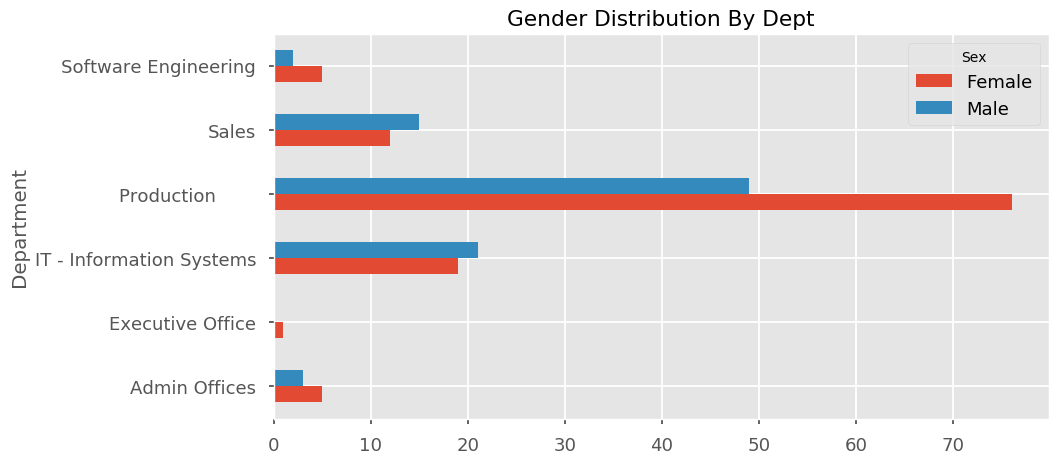 Gender Distribution By Dept
Sex
Female
Male
Department
Software Engineering
Sales
Production
IT - Information Systems
Executive Office
Admin Offices
0 10 20 30 40 50 60 70